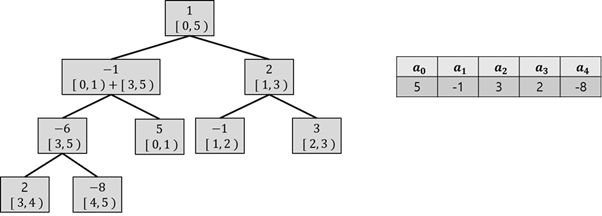 1
[ 0,5 )
−1
[ 0,1 ) + [ 3,5 )
2
[ 1,3 )
−6
[ 3,5 )
5
[ 0,1 )
−1
[ 1,2 )
3
[ 2,3 )
2
[ 3,4 )
−8
[ 4,5 )
a₀ a₁ a₂ a₃ a₄
5 -1 3 2 -8